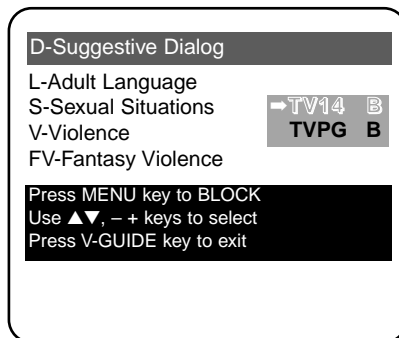 D-Suggestive Dialog
L-Adult Language
S-Sexual Situations ➡TV14 B
V-Violence TVPG B
FV-Fantasy Violence
Press MENU key to BLOCK
Use ▲▼, – + keys to select
Press V-GUIDE key to exit